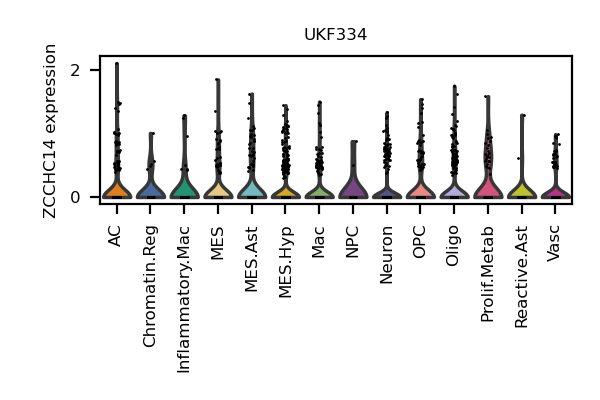 UKF334
ZCCHC14 expression
2
0
AC
Chromatin.Reg
Inflammatory.Mac
MES
MES.Ast
MES.Hyp
Mac
NPC
Neuron
OPC
Oligo
Prolif.Metab
Reactive.Ast
Vasc